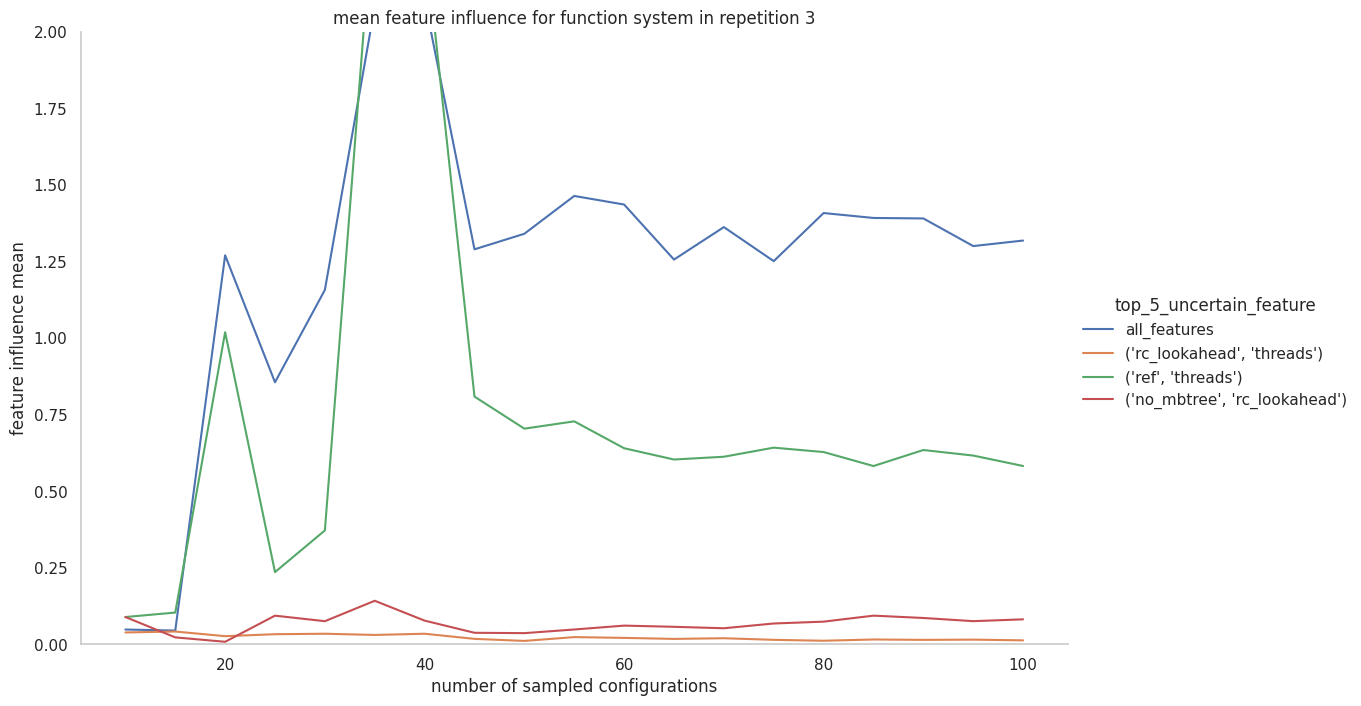 mean feature influence for function system in repetition 3
2.00
1.75
1.50
1.25
1.00
0.75
0.50
0.25
0.00
feature influence mean
20 40 60 80 100
number of sampled configurations
top_5_uncertain_feature
all_features
('rc_lookahead', 'threads')
('ref', 'threads')
('no_mbtree', 'rc_lookahead')